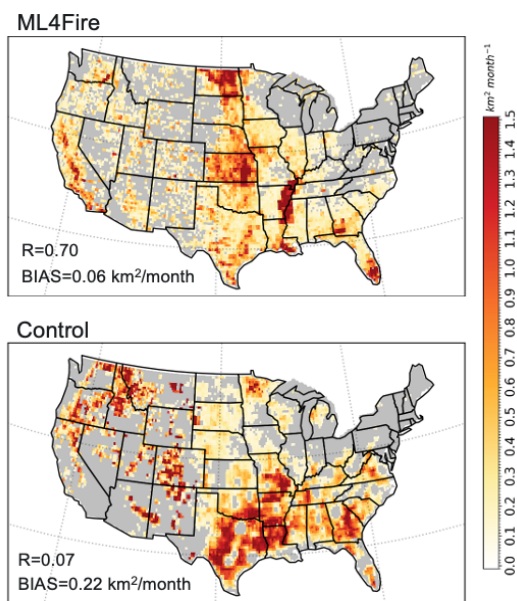 ML4Fire
R=0.70
BIAS=0.06 km²/month
Control
R=0.07
BIAS=0.22 km²/month
km² month⁻¹
1.5
1.4
1.3
1.2
1.1
1.0
0.9
0.8
0.7
0.6
0.5
0.4
0.3
0.2
0.1
0.0